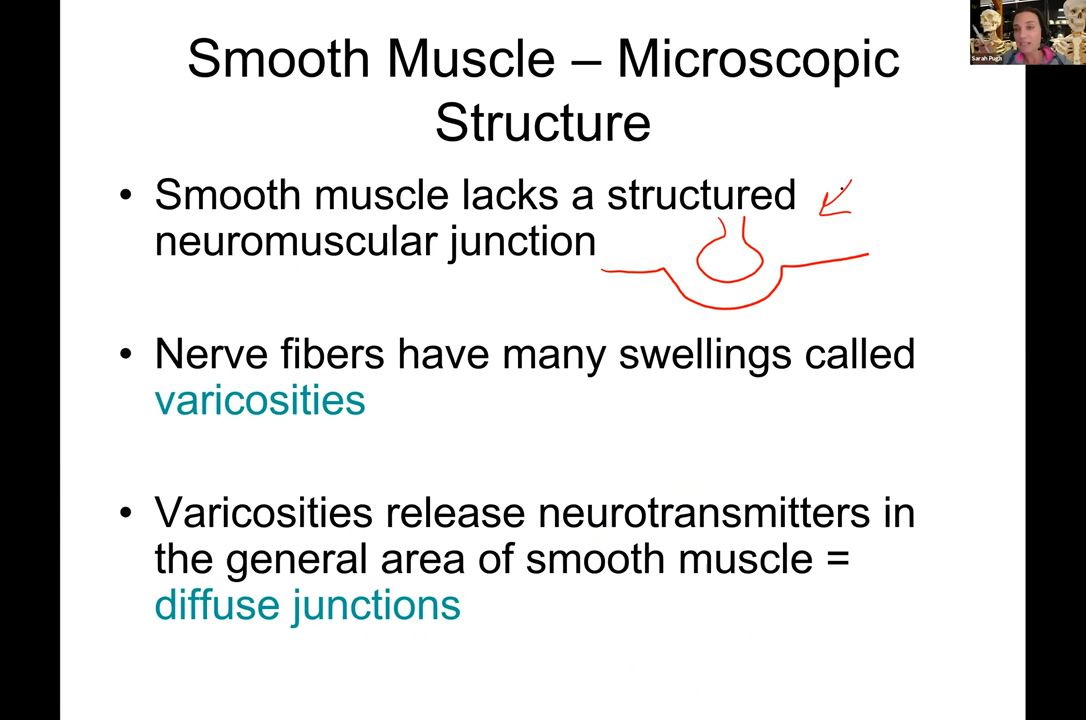 Sarah Pugh
Smooth Muscle – Microscopic
Structure
• Smooth muscle lacks a structured
neuromuscular junction
• Nerve fibers have many swellings called
varicosities
• Varicosities release neurotransmitters in
the general area of smooth muscle =
diffuse junctions